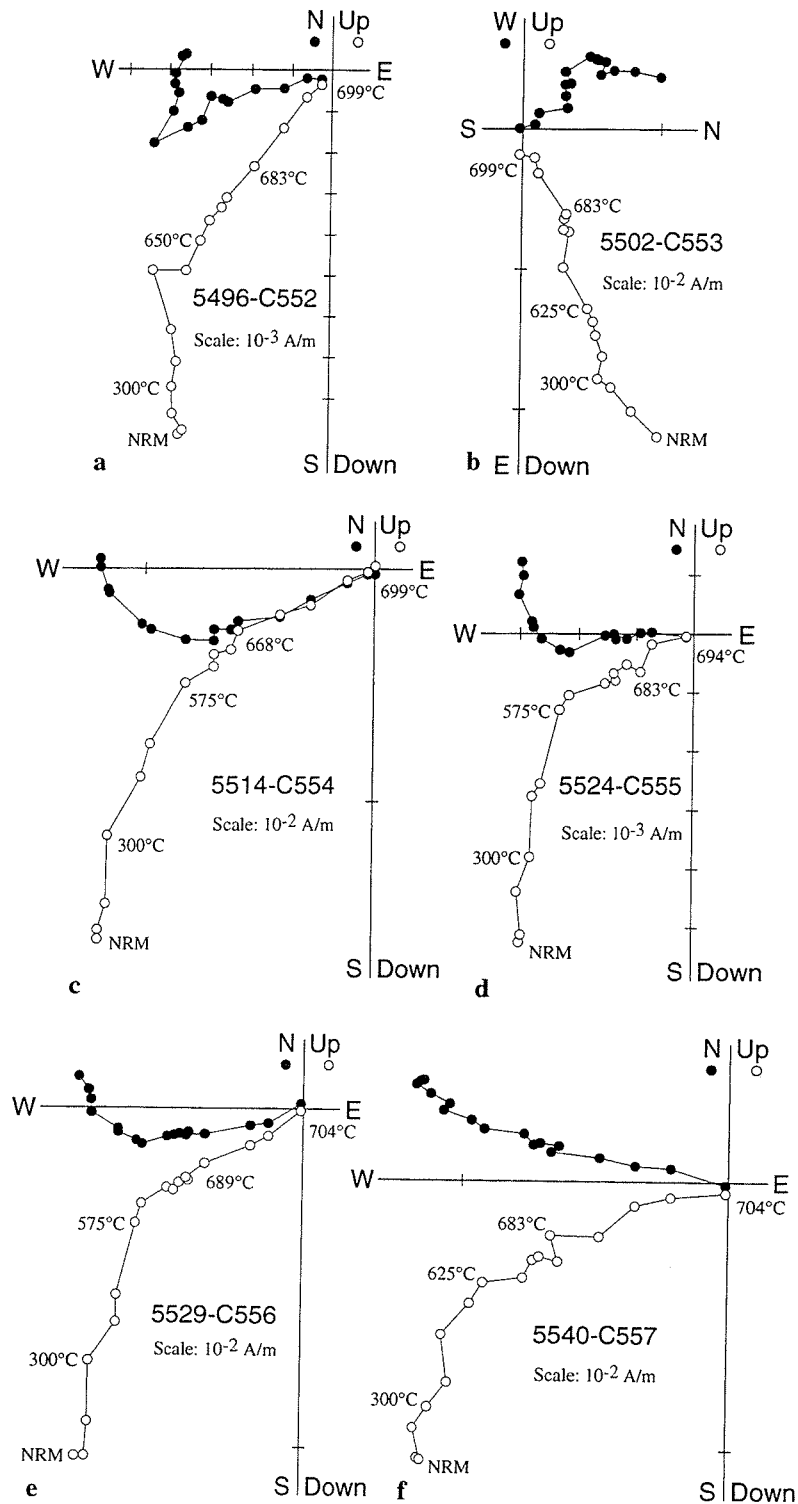 N Up
W E
699°C
683°C
650°C
5496-C552
Scale: 10-3 A/m
300°C
NRM
a S Down
W Up
S N
699°C 683°C
5502-C553
Scale: 10-2 A/m
625°C
300°C
NRM
b E Down
N Up
W E
699°C
668°C
575°C
5514-C554
Scale: 10-2 A/m
300°C
NRM
S Down
c
N Up
W E
694°C
683°C
575°C
5524-C555
Scale: 10-3 A/m
300°C
NRM
S Down
d
N Up
W E
704°C
689°C
575°C
5529-C556
Scale: 10-2 A/m
300°C
NRM
e S Down
N Up
W E
704°C
683°C
625°C
5540-C557
Scale: 10-2 A/m
300°C
NRM
f S Down